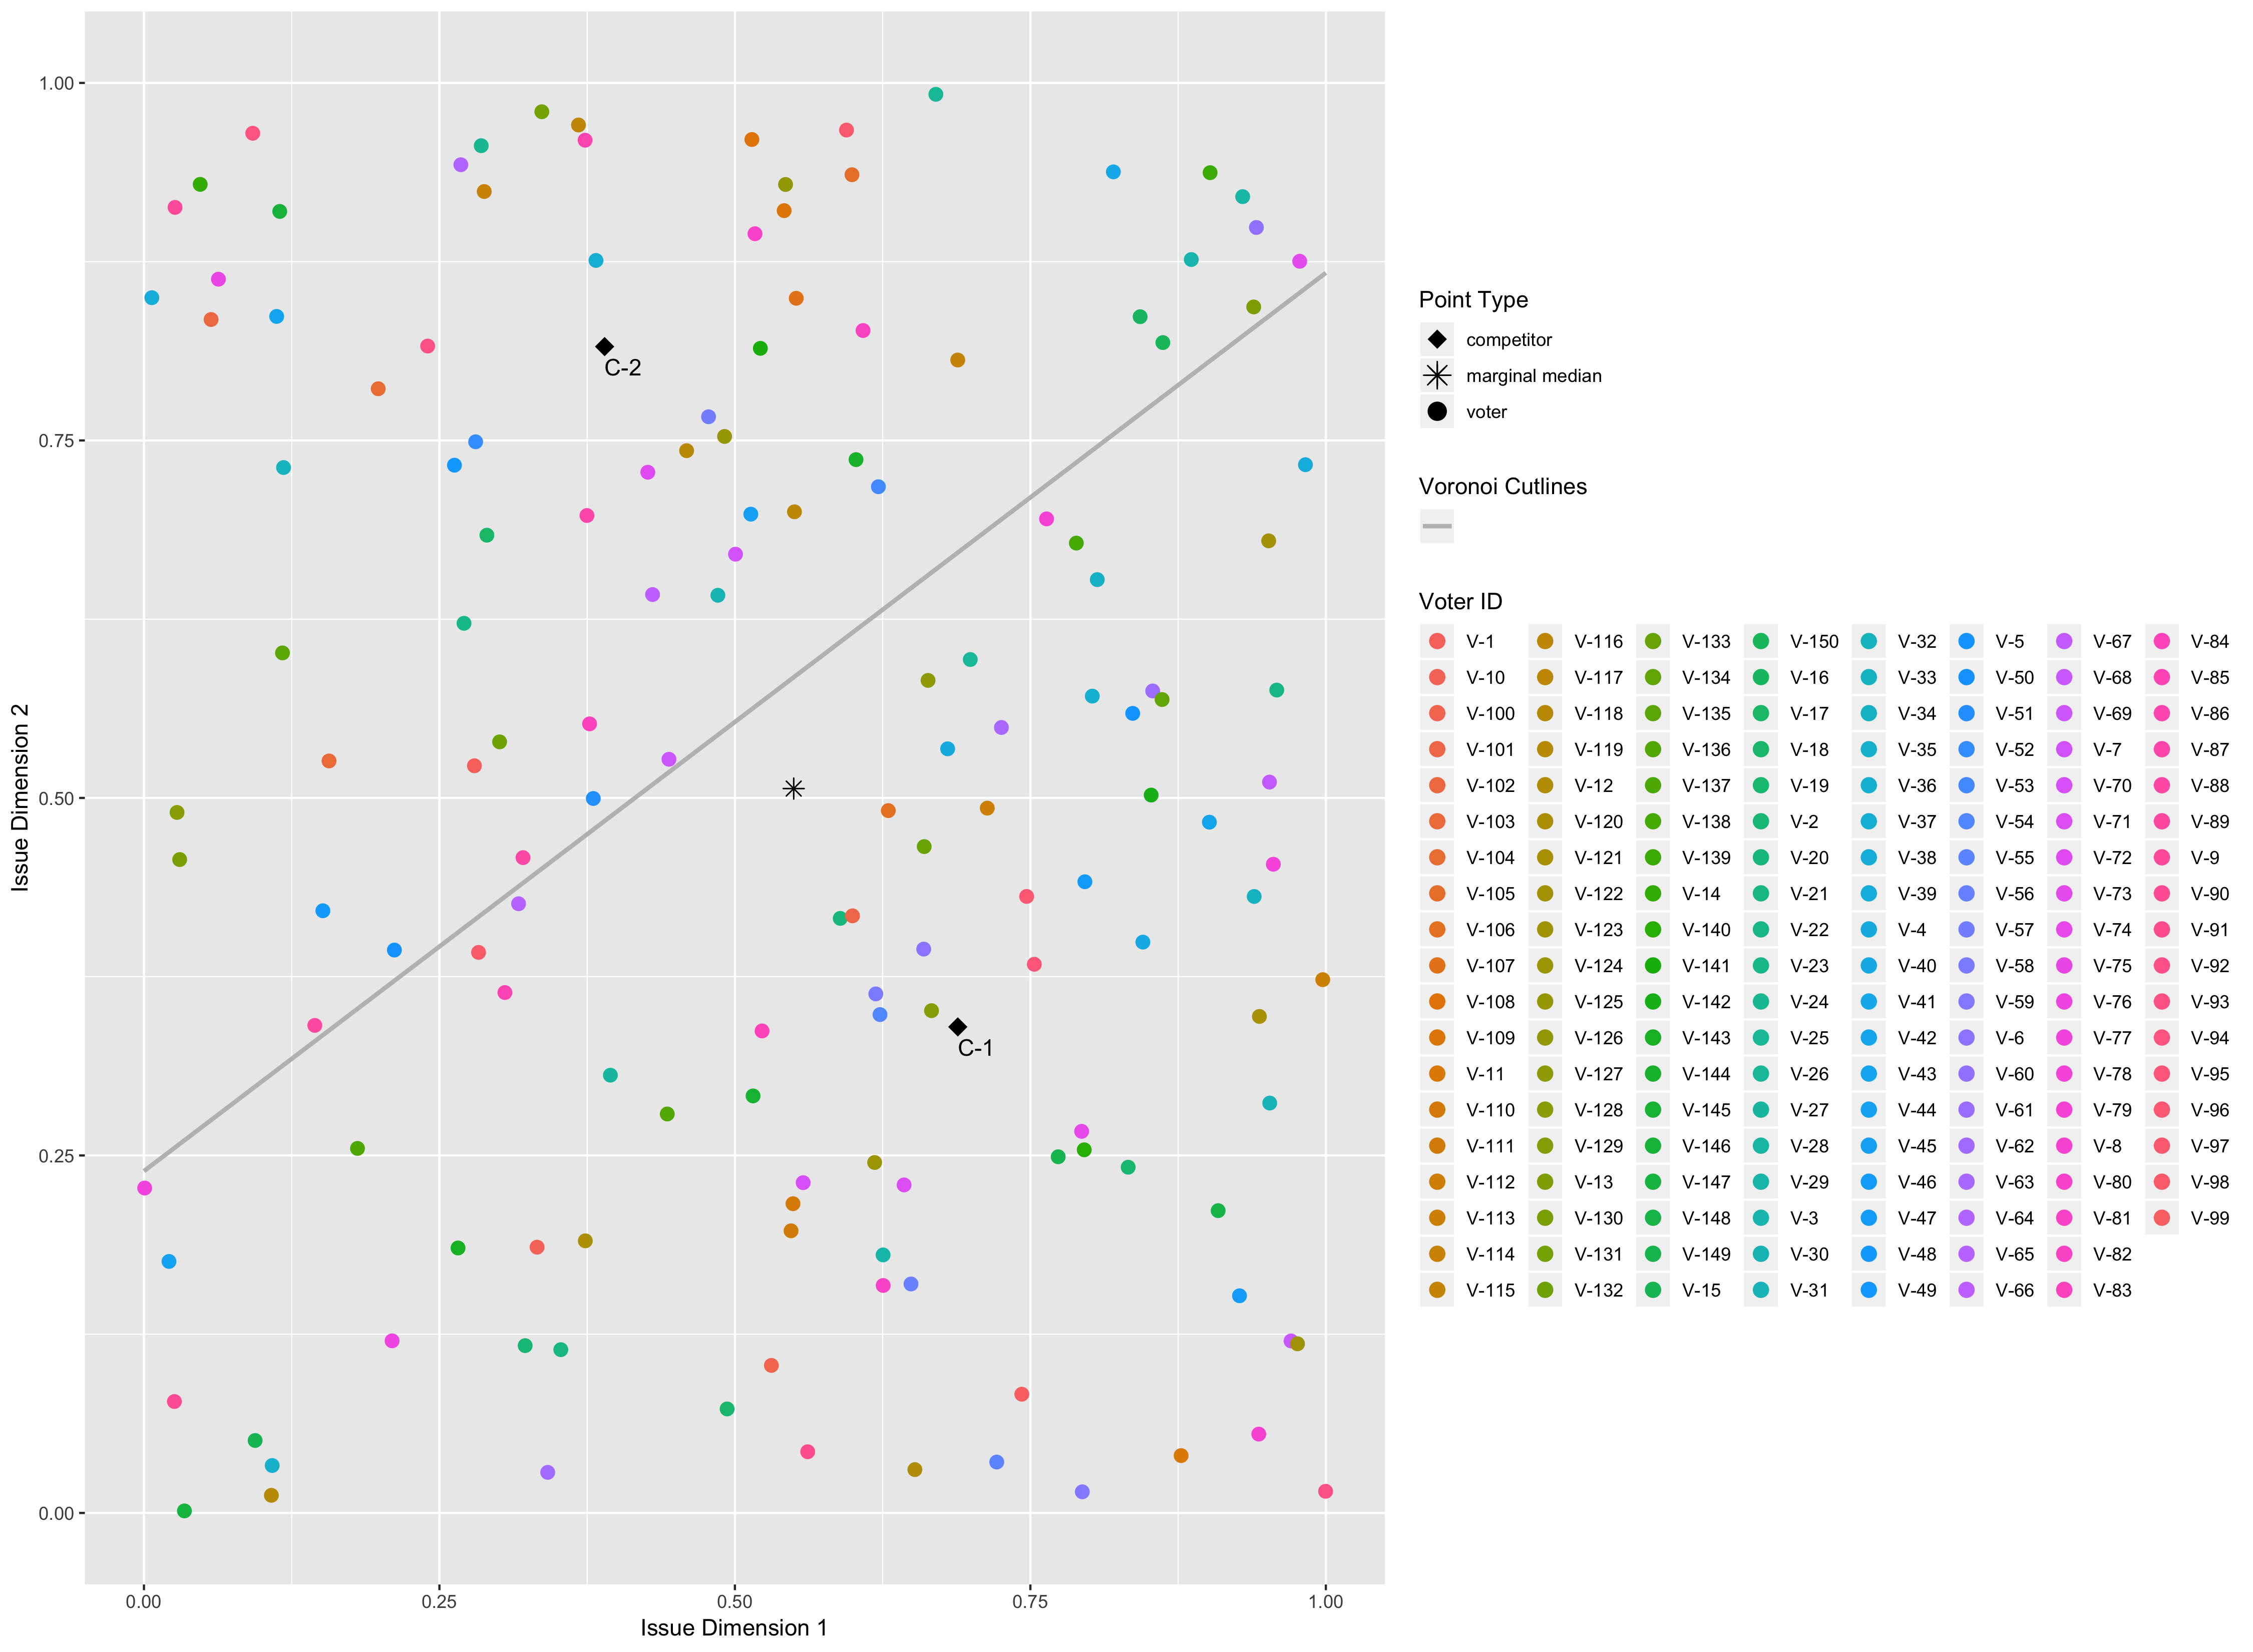 1.00
0.75
0.50
0.25
0.00
Issue Dimension 2
C-2
C-1
0.00 0.25 0.50 0.75 1.00
Issue Dimension 1
Point Type
competitor
marginal median
voter
Voronoi Cutlines
Voter ID
V-1 V-116 V-133 V-150 V-32 V-5 V-67 V-84
V-10 V-117 V-134 V-16 V-33 V-50 V-68 V-85
V-100 V-118 V-135 V-17 V-34 V-51 V-69 V-86
V-101 V-119 V-136 V-18 V-35 V-52 V-7 V-87
V-102 V-12 V-137 V-19 V-36 V-53 V-70 V-88
V-103 V-120 V-138 V-2 V-37 V-54 V-71 V-89
V-104 V-121 V-139 V-20 V-38 V-55 V-72 V-9
V-105 V-122 V-14 V-21 V-39 V-56 V-73 V-90
V-106 V-123 V-140 V-22 V-4 V-57 V-74 V-91
V-107 V-124 V-141 V-23 V-40 V-58 V-75 V-92
V-108 V-125 V-142 V-24 V-41 V-59 V-76 V-93
V-109 V-126 V-143 V-25 V-42 V-6 V-77 V-94
V-11 V-127 V-144 V-26 V-43 V-60 V-78 V-95
V-110 V-128 V-145 V-27 V-44 V-61 V-79 V-96
V-111 V-129 V-146 V-28 V-45 V-62 V-8 V-97
V-112 V-13 V-147 V-29 V-46 V-63 V-80 V-98
V-113 V-130 V-148 V-3 V-47 V-64 V-81 V-99
V-114 V-131 V-149 V-30 V-48 V-65 V-82
V-115 V-132 V-15 V-31 V-49 V-66 V-83